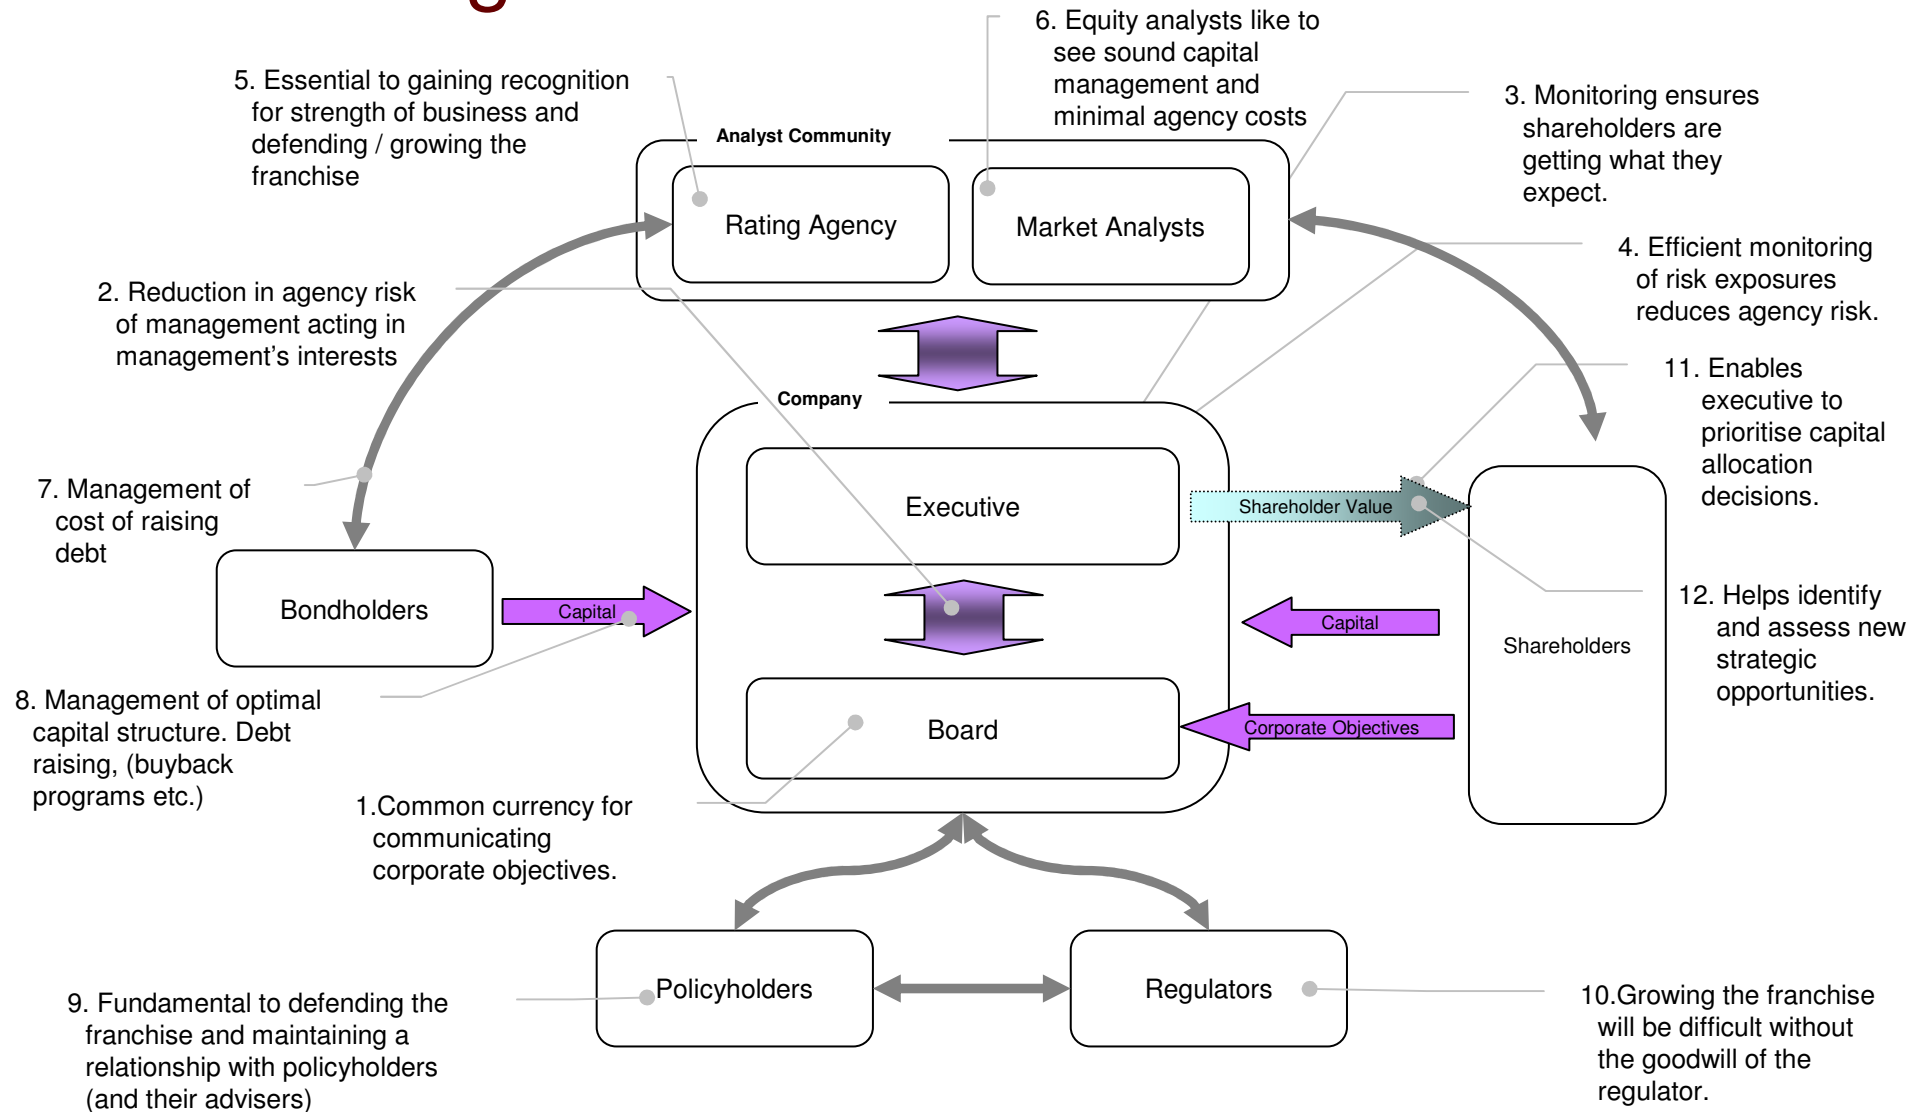 6. Equity analysts like to
see sound capital
management and
minimal agency costs
5. Essential to gaining recognition
for strength of business and
defending / growing the
franchise
3. Monitoring ensures
shareholders are
getting what they
expect.
Analyst Community
Rating Agency
Market Analysts
4. Efficient monitoring
of risk exposures
reduces agency risk.
2. Reduction in agency risk
of management acting in
management's interests
11. Enables
executive to
prioritise capital
allocation
decisions.
Company
7. Management of
cost of raising
debt
Executive
Shareholder Value
Bondholders
Capital
Capital
Shareholders
12. Helps identify
and assess new
strategic
opportunities.
8. Management of optimal
capital structure. Debt
raising, (buyback
programs etc.)
Board
Corporate Objectives
1.Common currency for
communicating
corporate objectives.
Policyholders
Regulators
9. Fundamental to defending the
franchise and maintaining a
relationship with policyholders
(and their advisers)
10.Growing the franchise
will be difficult without
the goodwill of the
regulator.